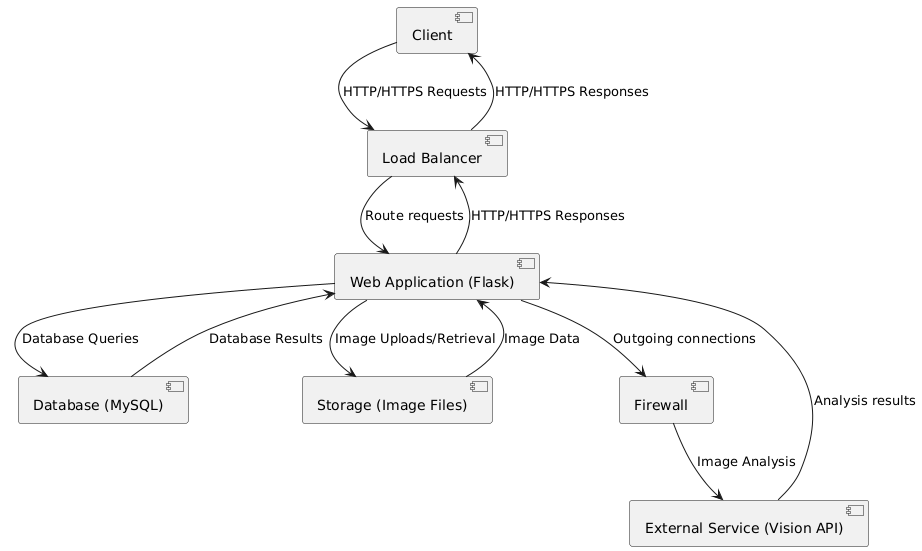 Client
HTTP/HTTPS Requests
HTTP/HTTPS Responses
Load Balancer
Route requests
HTTP/HTTPS Responses
Web Application (Flask)
Database Queries
Database Results
Image Uploads/Retrieval
Image Data
Outgoing connections
Database (MySQL)
Storage (Image Files)
Firewall
Analysis results
Image Analysis
External Service (Vision API)